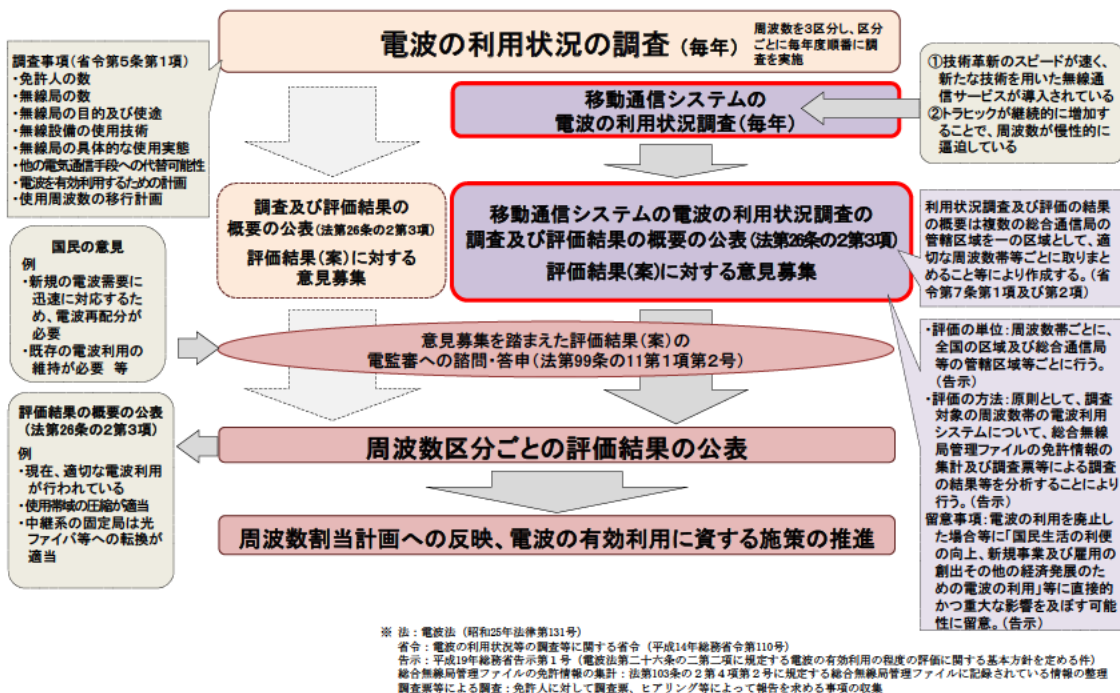 電波の利用状況の調査（毎年）
周波数を3区分し、区分
ごとに毎年度順番に調
査を実施
調査事項（省令第5条第1項）
・免許人の数
・無線局の数
・無線局の目的及び使途
・無線設備の使用技術
・無線局の具体的な使用実態
・他の電気通信手段への代替可能性
・電波を有効利用するための計画
・使用周波数の移行計画
移動通信システムの
電波の利用状況調査（毎年）
①技術革新のスピードが速く、
新たな技術を用いた無線通
信サービスが導入されている
②トラヒックが継続的に増加す
ることで、周波数が慢性的に
逼迫している
調査及び評価結果の
概要の公表（法第26条の2第3項）
評価結果（案）に対する
意見募集
移動通信システムの電波の利用状況調査の
調査及び評価結果の概要の公表（法第26条の2第3項）
評価結果（案）に対する意見募集
利用状況調査及び評価の結果
の概要は複数の総合通信局の
管轄区域を一の区域として、適
切な周波数帯等ごとに取りまと
めること等により作成する。（省
令第7条第1項及び第2項）
国民の意見
例
・新規の電波需要に
迅速に対応するた
め、電波再配分が
必要
・既存の電波利用の
維持が必要 等
意見募集を踏まえた評価結果（案）の
電監審への諮問・答申（法第99条の11第1項第2号）
・評価の単位：周波数帯ごとに、
全国の区域及び総合通信局
等の管轄区域等ごとに行う。
（告示）
・評価の方法：原則として、調査
対象の周波数帯の電波利用
システムについて、総合無線
局管理ファイルの免許情報の
集計及び調査票等による調査
の結果等を分析することにより
行う。（告示）
留意事項：電波の利用を廃止し
た場合等に「国民生活の利便
の向上、新規事業及び雇用の
創出その他の経済発展のた
めの電波の利用」等に直接的
かつ重大な影響を及ぼす可能
性に留意。（告示）
評価結果の概要の公表
（法第26条の2第3項）
例
・現在、適切な電波利用
が行われている
・使用帯域の圧縮が適当
・中継系の固定局は光
ファイバ等への転換が
適当
周波数区分ごとの評価結果の公表
周波数割当計画への反映、電波の有効利用に資する施策の推進
※ 法：電波法（昭和25年法律第131号）
省令：電波の利用状況等の調査等に関する省令（平成14年総務省令第110号）
告示：平成19年総務省告示第１号（電波法第二十六条の二第二項に規定する電波の有効利用の程度の評価に関する基本方針を定める件）
総合無線局管理ファイルの免許情報の集計：法第103条の２第４項第２号に規定する総合無線局管理ファイルに記録されている情報の整理
調査票等による調査：免許人に対して調査票、ヒアリング等によって報告を求める事項の収集